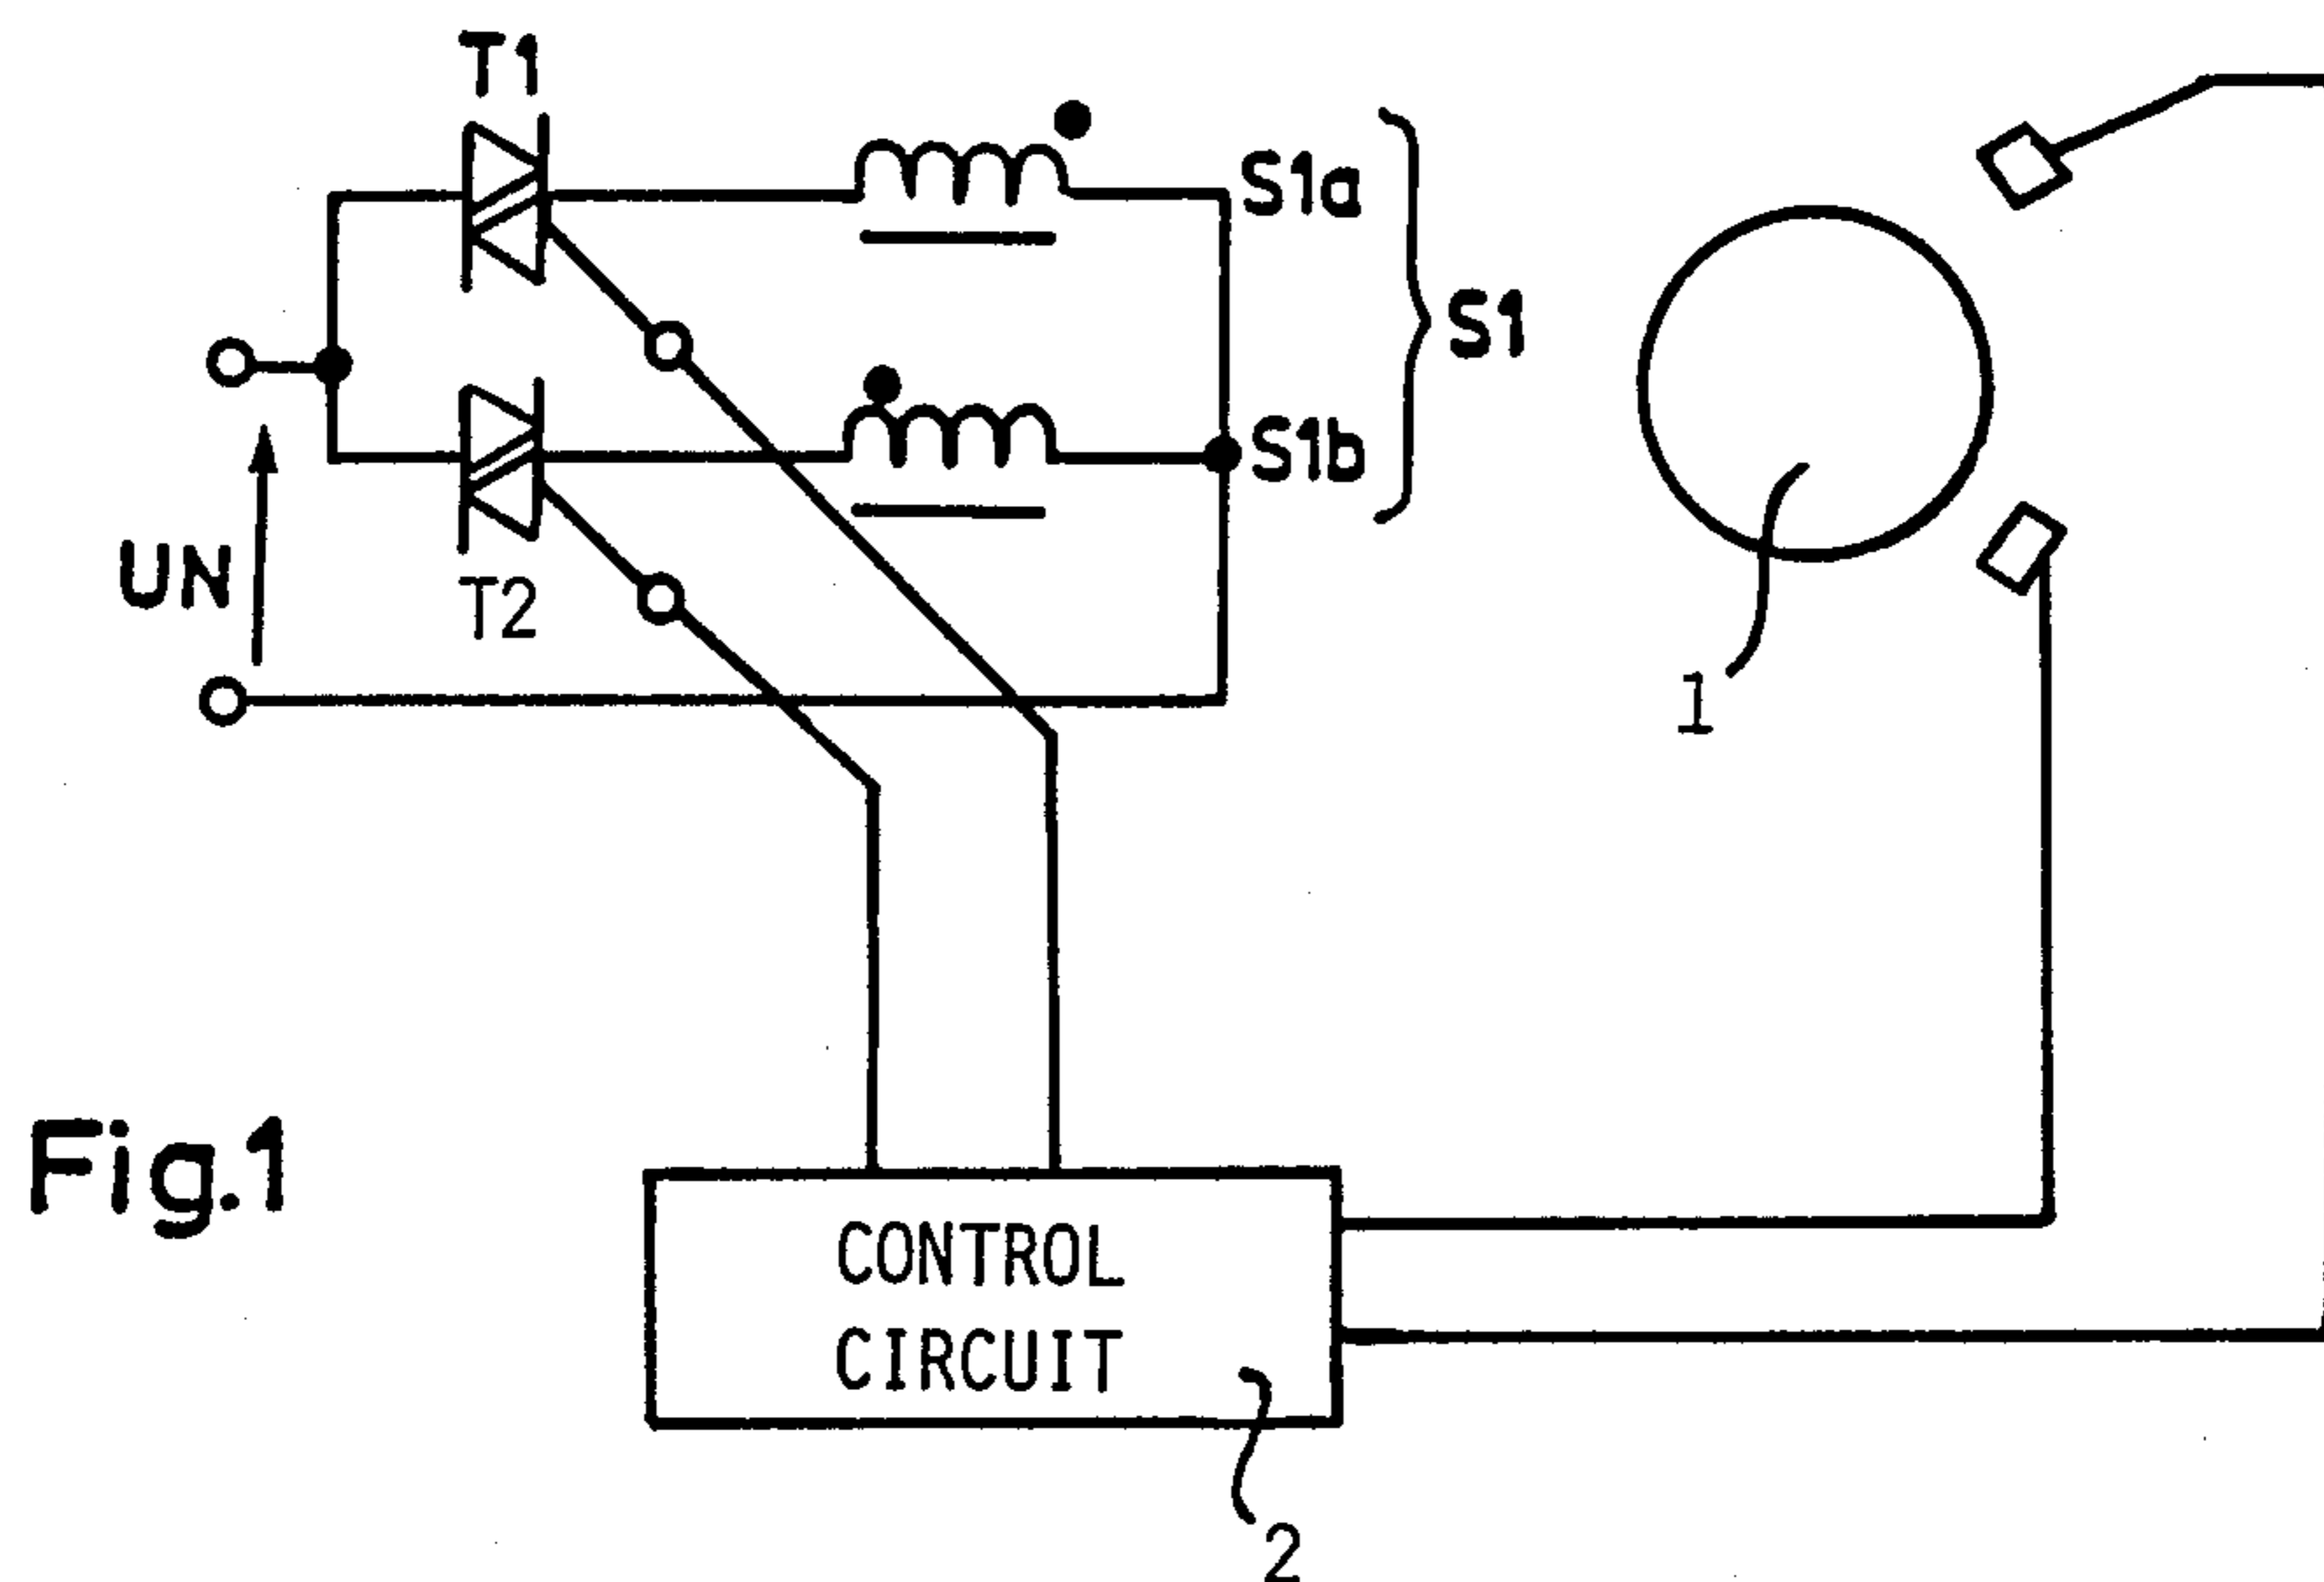 T1
S1a
S1
S1b
UN
T2
1
Fig.1
CONTROL
CIRCUIT
2